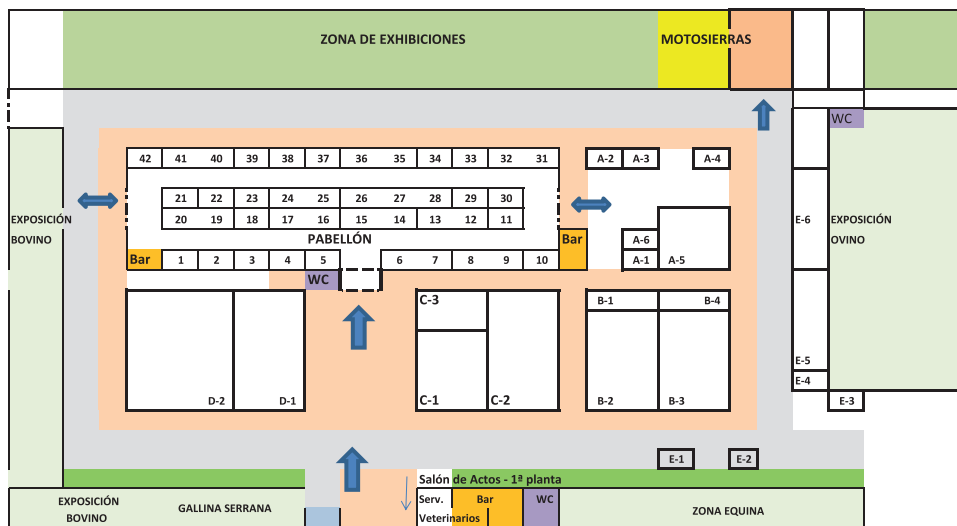 ZONA DE EXHIBICIONES MOTOSIERRAS
WC
42 41 40 39 38 37 36 35 34 33 32 31 A-2 A-3 A-4
21 22 23 24 25 26 27 28 29 30
EXPOSICIÓN
BOVINO
20 19 18 17 16 15 14 13 12 11
E-6 EXPOSICIÓN
OVINO
PABELLÓN Bar A-6
Bar 1 2 3 4 5 6 7 8 9 10 A-1 A-5
WC
C-3 B-1 B-4
E-5
E-4
D-2 D-1 C-1 C-2 B-2 B-3 E-3
E-1 E-2
Salón de Actos - 1ª planta
EXPOSICIÓN
BOVINO
GALLINA SERRANA
Serv. Bar WC
Veterinarios
ZONA EQUINA